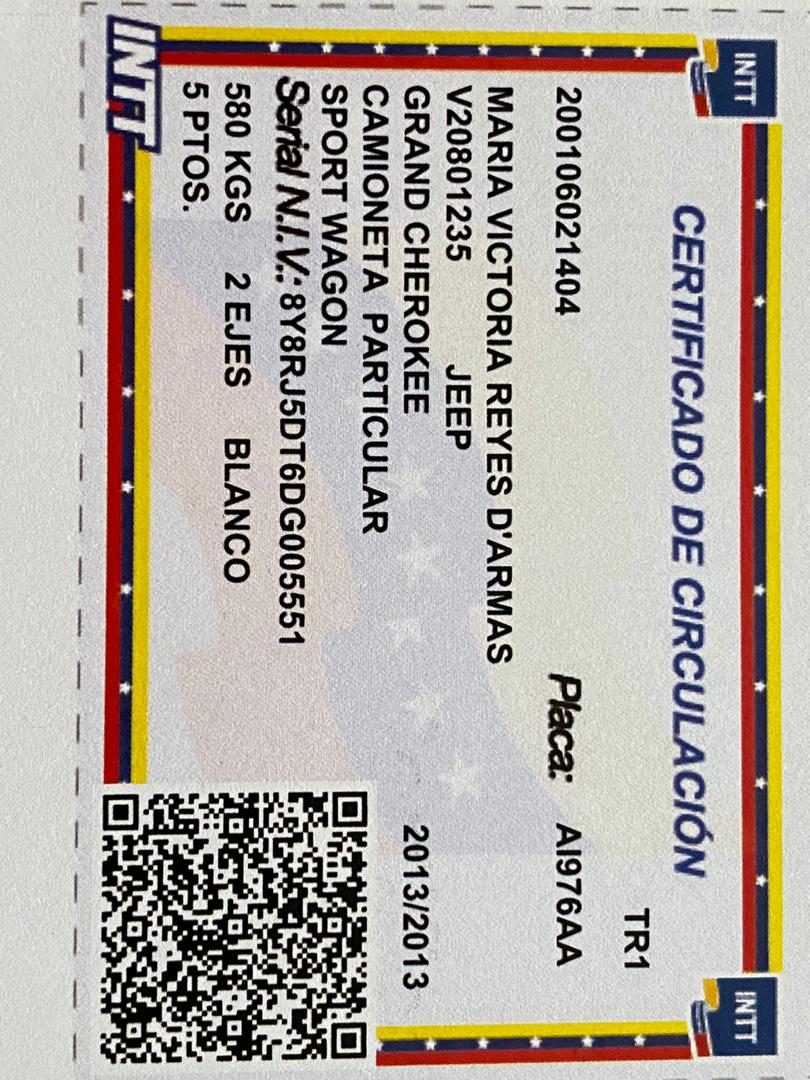 INTT
INTT
CERTIFICADO DE CIRCULACIÓN
TR1
200106021404 Placa: AI976AA
MARIA VICTORIA REYES D'ARMAS
V20801235 JEEP
GRAND CHEROKEE 2013/2013
CAMIONETA PARTICULAR
SPORT WAGON
Serial N.I.V.: 8Y8RJ5DT6DG005551
580 KGS 2 EJES BLANCO
5 PTOS.
INTT